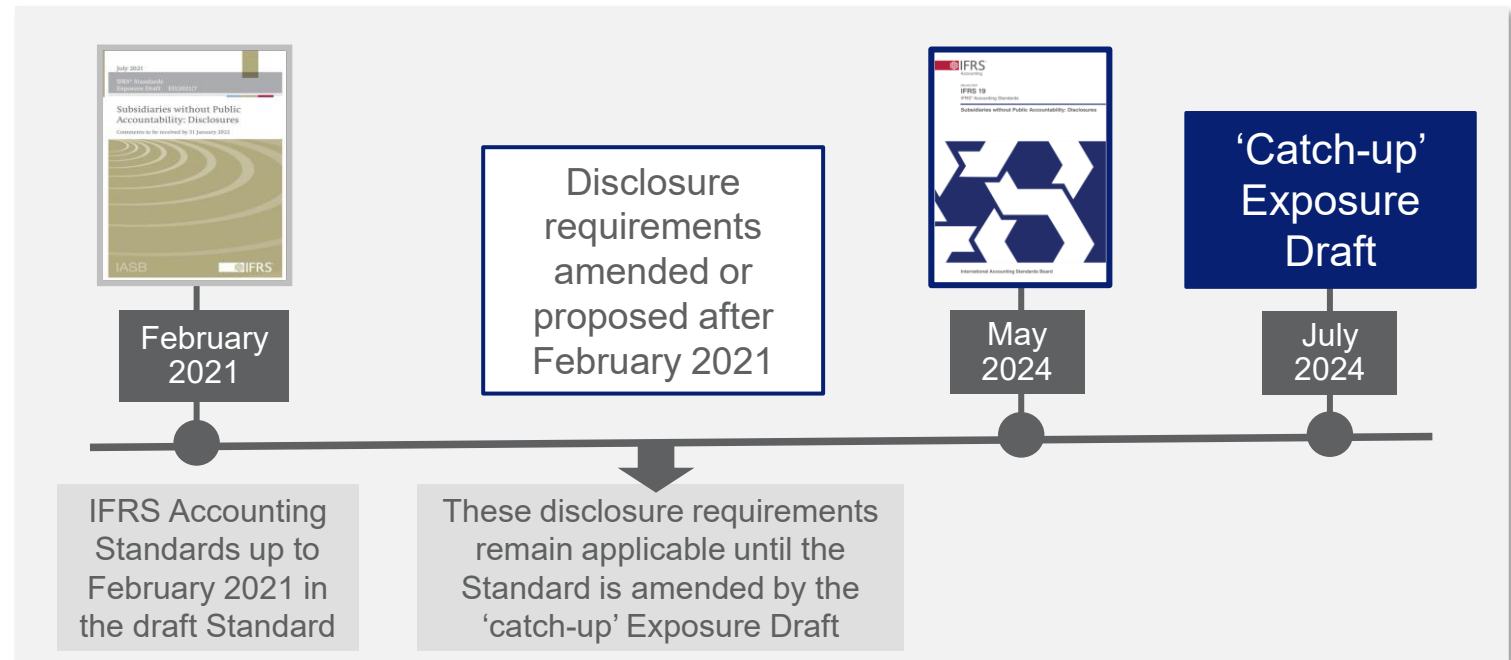 July 2021
IFRS® Standards
Exposure Draft ED/2021/7
Subsidiaries without Public
Accountability: Disclosures
Comments to be received by 31 January 2022
IASB
IFRS
February
2021
IFRS Accounting
Standards up to
February 2021 in
the draft Standard
Disclosure
requirements
amended or
proposed after
February 2021
These disclosure requirements
remain applicable until the
Standard is amended by the
‘catch-up’ Exposure Draft
IFRS
Accounting
IFRS 19
IFRS® Accounting Standards
Subsidiaries without Public Accountability: Disclosures
International Accounting Standards Board
May
2024
‘Catch-up’
Exposure
Draft
July
2024